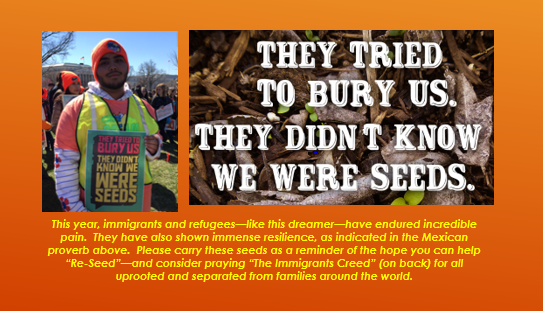 THEY TRIED TO
BURY US
THEY DIDN'T
KNOW WE
WERE
SEEDS
THEY TRIED
TO BURY US.
THEY DIDN'T KNOW
WE WERE SEEDS.
This year, immigrants and refugees—like this dreamer—have endured incredible
pain.  They have also shown immense resilience, as indicated in the Mexican
proverb above.  Please carry these seeds as a reminder of the hope you can help
“Re-Seed”—and consider praying “The Immigrants Creed” (on back) for all
uprooted and separated from families around the world.